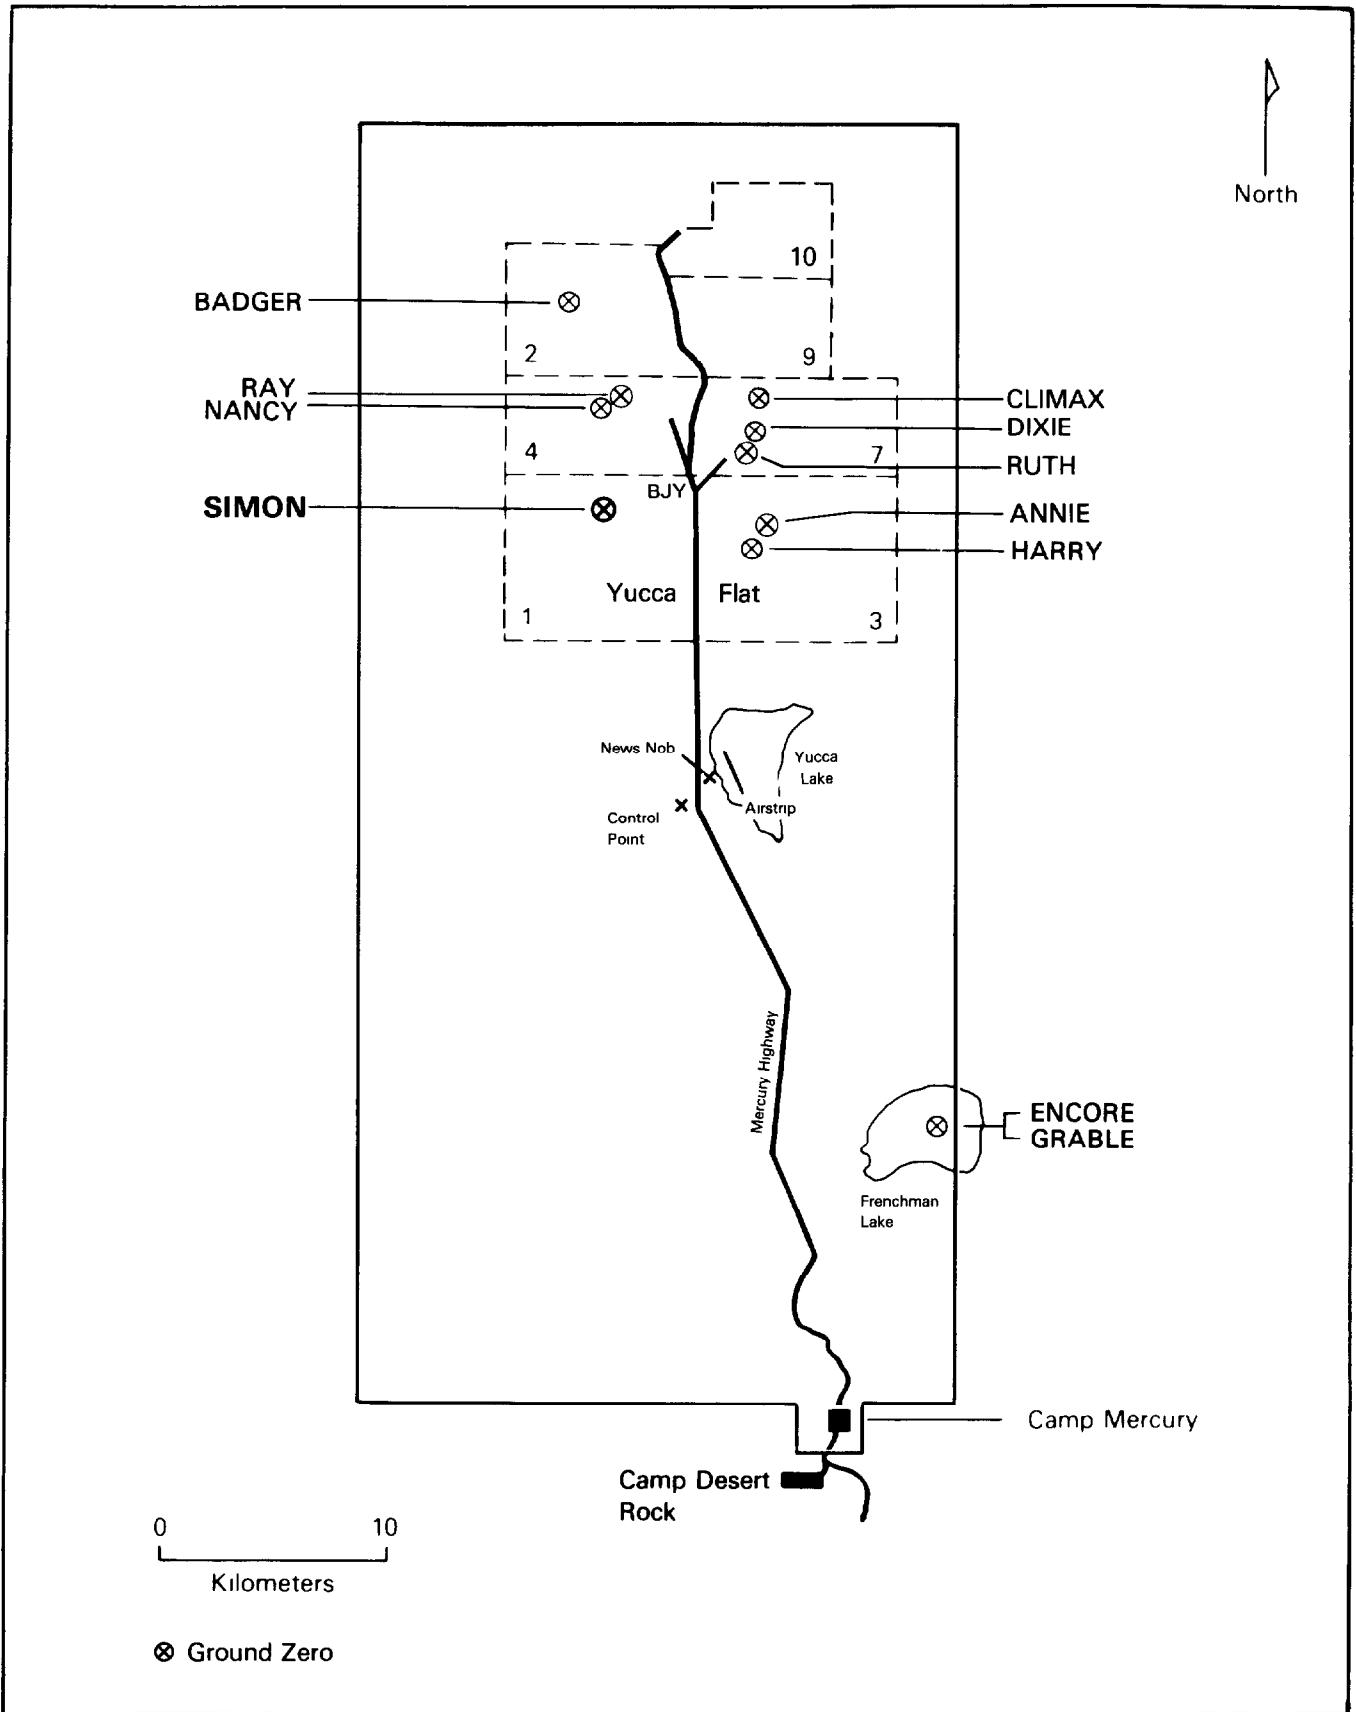 North
10
BADGER
2
9
RAY
NANCY
CLIMAX
DIXIE
4
7
RUTH
BJY
SIMON
ANNIE
HARRY
Yucca Flat
1
3
News Nob
Yucca
Lake
Airstrip
Control
Point
Mercury Highway
ENCORE
GRABLE
Frenchman
Lake
Camp Mercury
Camp Desert
Rock
0 10
Kilometers
Ground Zero